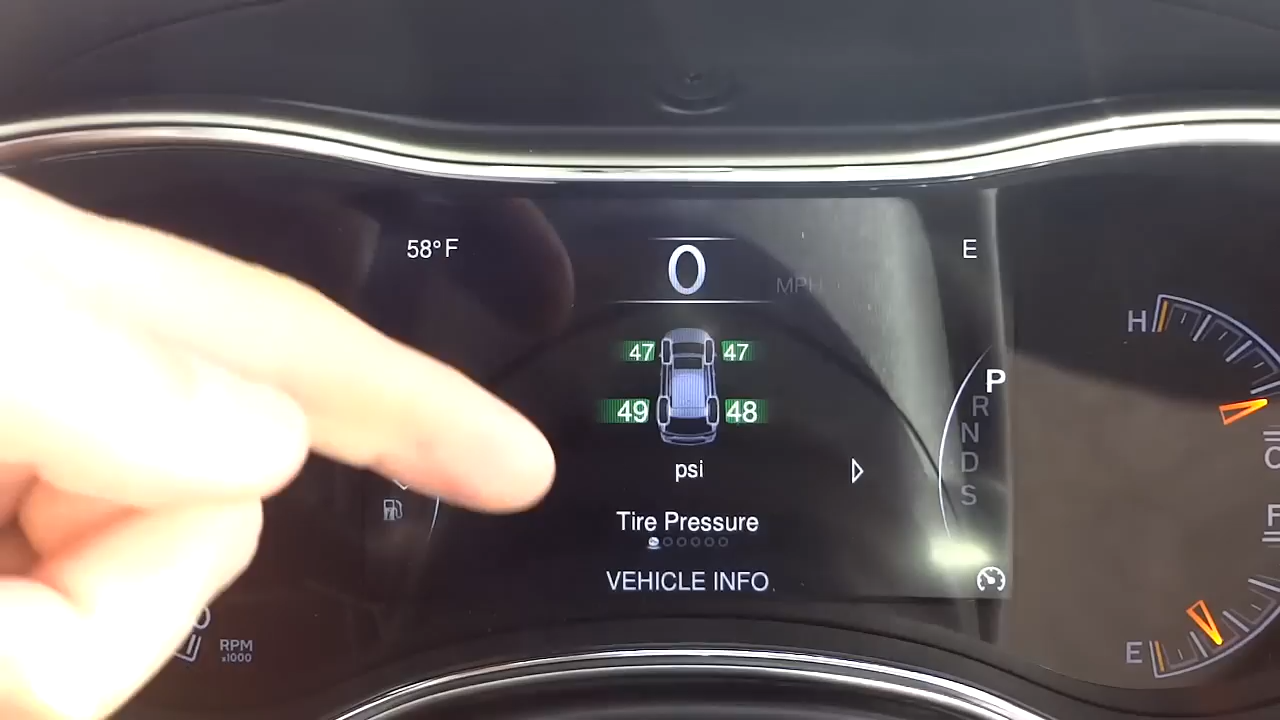 58°F
0
MPH
E
47
47
49
48
psi
Tire Pressure
VEHICLE INFO
P
R
N
D
S
H
C
F
E
RPM
x1000